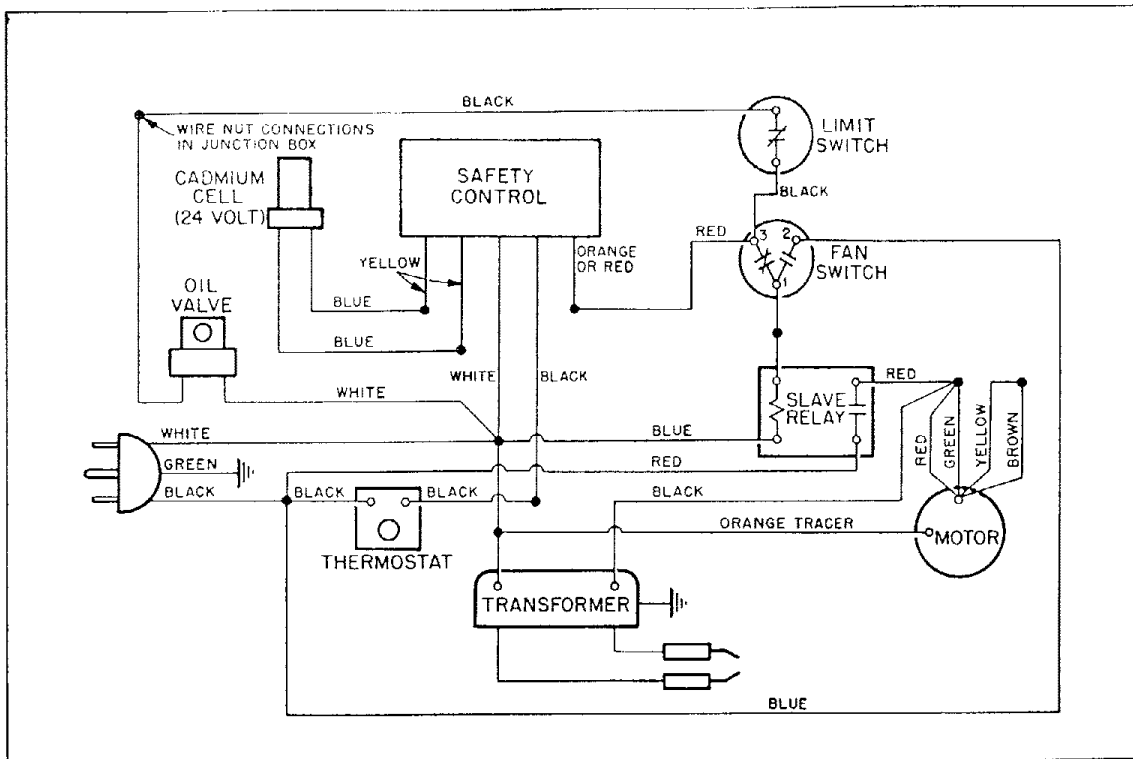 BLACK
WIRE NUT CONNECTIONS
IN JUNCTION BOX
LIMIT
SWITCH
CADMIUM
CELL
(24 VOLT)
SAFETY
CONTROL
BLACK
RED
3
2
1
FAN
SWITCH
ORANGE
OR RED
YELLOW
OIL
VALVE
BLUE
BLUE
WHITE
BLACK
WHITE
SLAVE
RELAY
RED
RED
GREEN
YELLOW
BROWN
WHITE
BLUE
GREEN
RED
BLACK
BLACK
BLACK
BLACK
ORANGE TRACER
MOTOR
THERMOSTAT
TRANSFORMER
BLUE